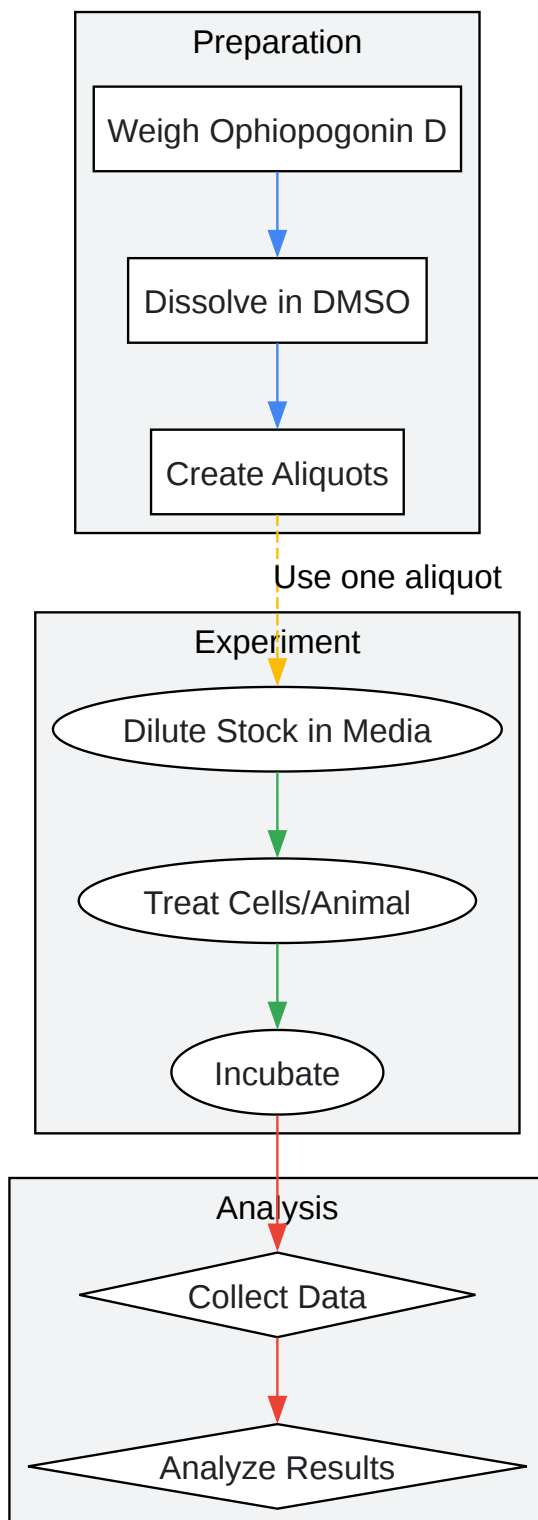 Preparation
Weigh Ophiopogonin D
Dissolve in DMSO
Create Aliquots
Use one aliquot
Experiment
Dilute Stock in Media
Treat Cells/Animal
Incubate
Analysis
Collect Data
Analyze Results